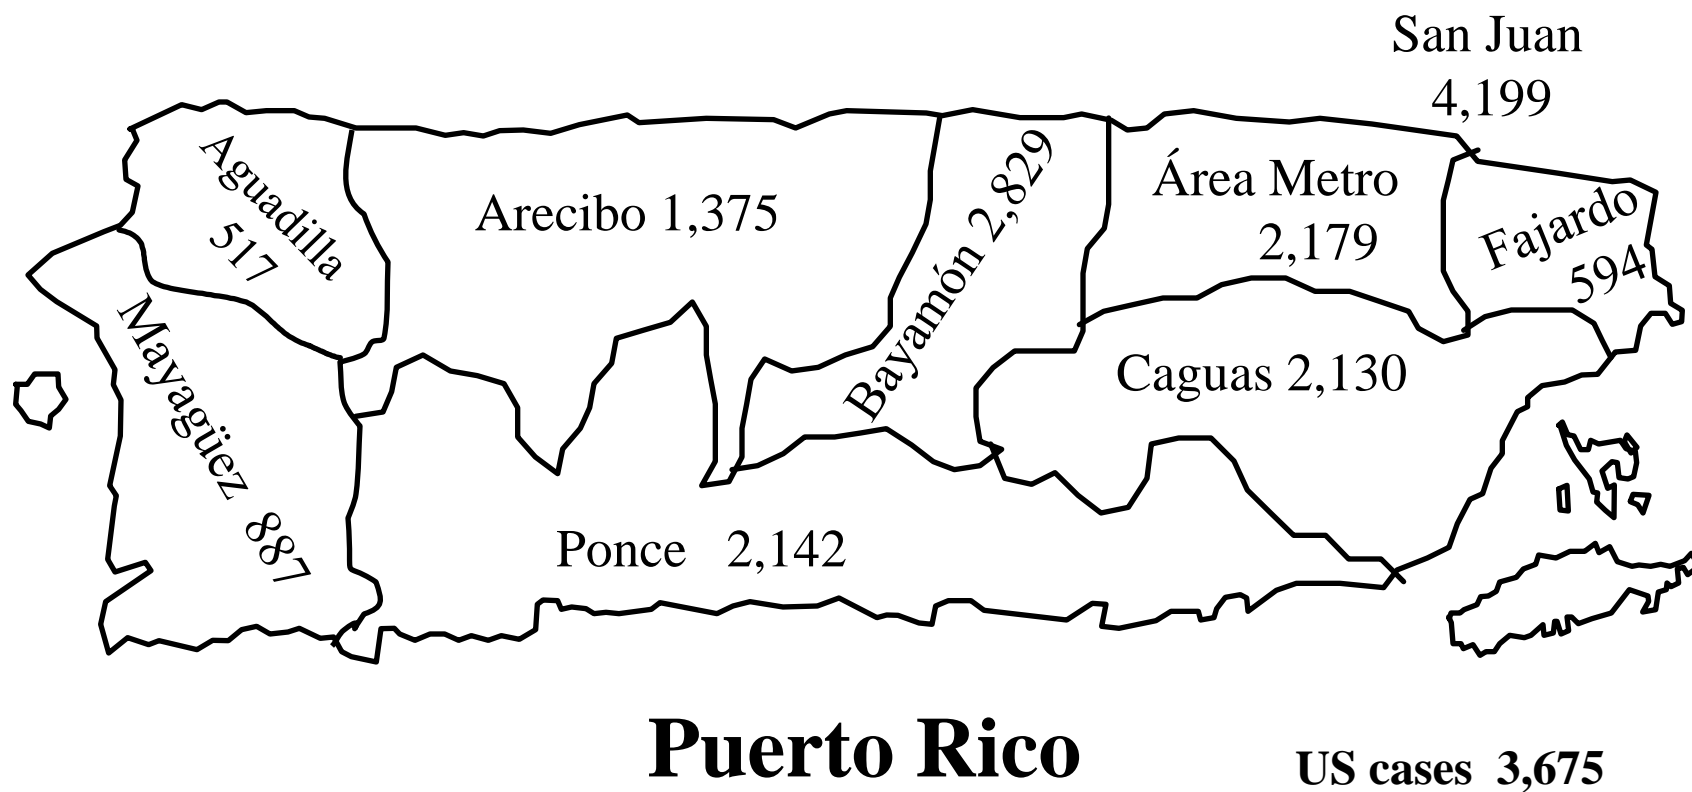 San Juan
4,199
Aguadilla
517
Arecibo 1,375
Bayamón 2,829
Área Metro
2,179
Fajardo
594
Mayagüez 887
Caguas 2,130
Ponce 2,142
Puerto Rico
US cases 3,675